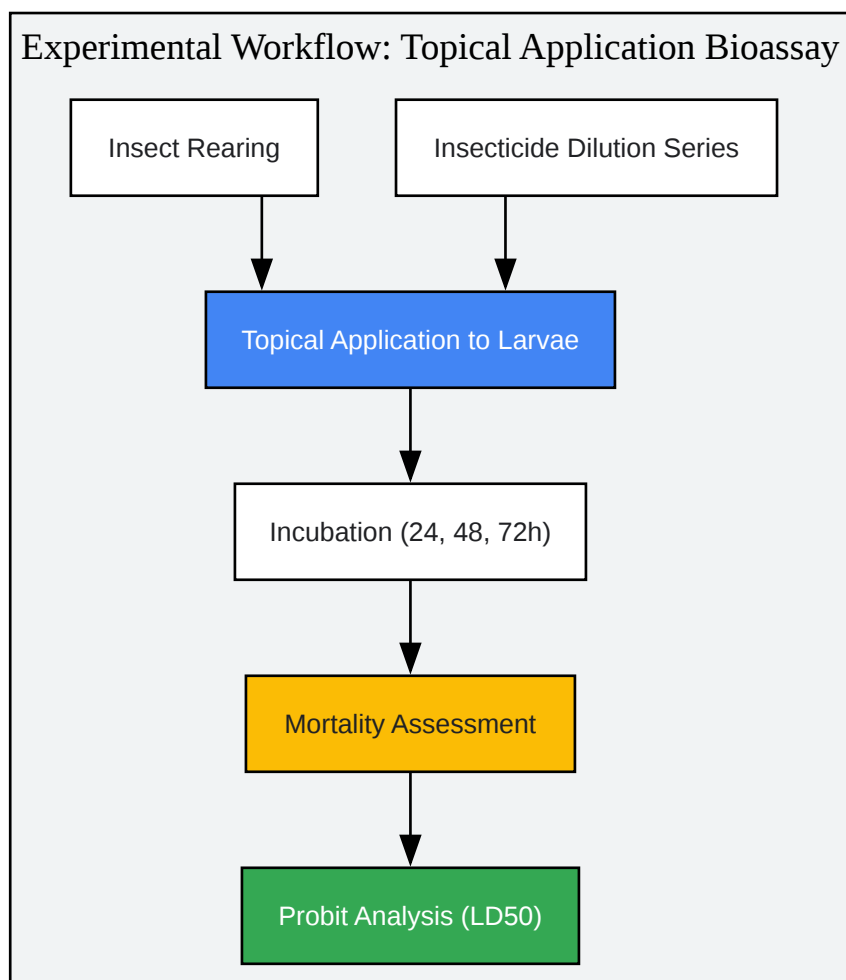 Experimental Workflow: Topical Application Bioassay
Insect Rearing
Insecticide Dilution Series
Topical Application to Larvae
Incubation (24, 48, 72h)
Mortality Assessment
Probit Analysis (LD50)